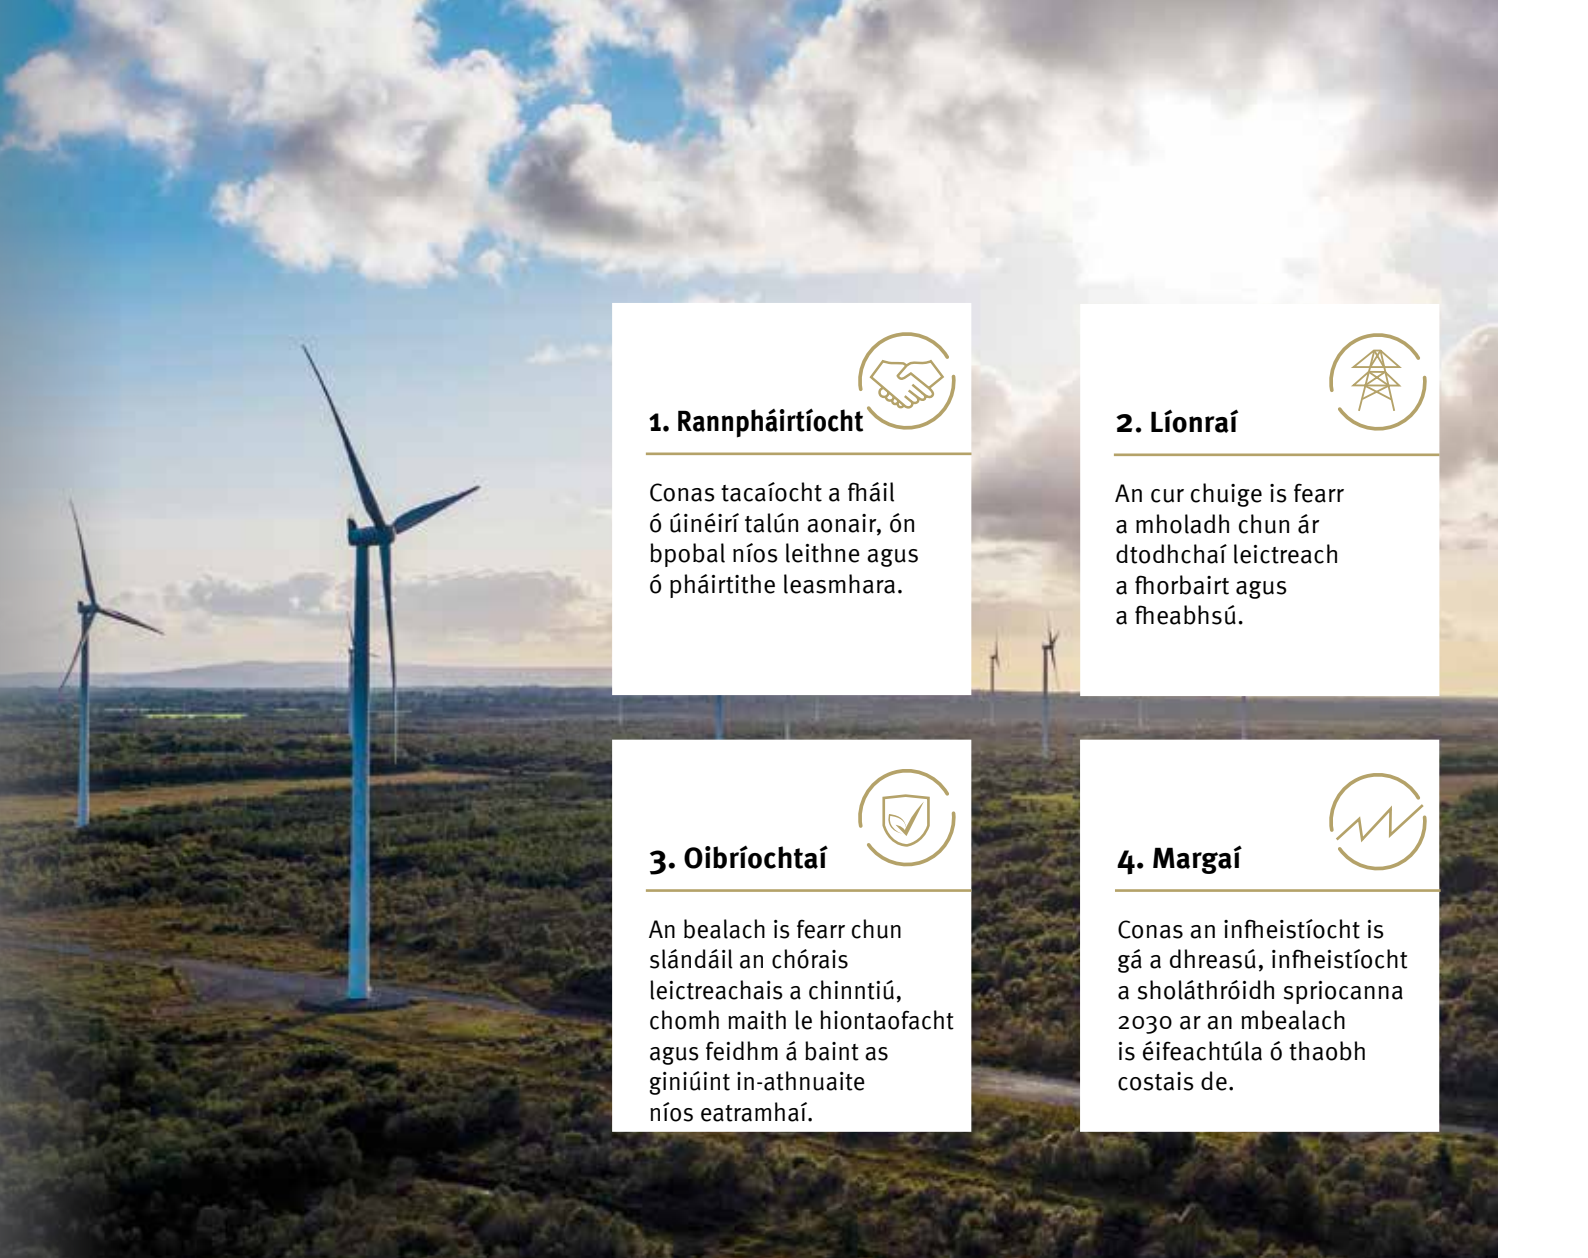 1. Rannpháirtíocht
Conas tacaíocht a fháil
ó úinéirí talún aonair, ón
bpobal níos leithne agus
ó pháirtithe leasmhara.
2. Líonraí
An cur chuige is fearr
a mholadh chun ár
dtodhchaí leictreach
a fhorbairt agus
a fheabhsú.
3. Oibríochtaí
An bealach is fearr chun
slándáil an chórais
leictreachais a chinntiú,
chomh maith le hiontaofacht
agus feidhm á baint as
giniúint in-athnuaite
níos eatramhaí.
4. Margaí
Conas an infheistíocht is
gá a dhreasú, infheistíocht
a sholáthróidh spriocanna
2030 ar an mbealach
is éifeachtúla ó thaobh
costais de.